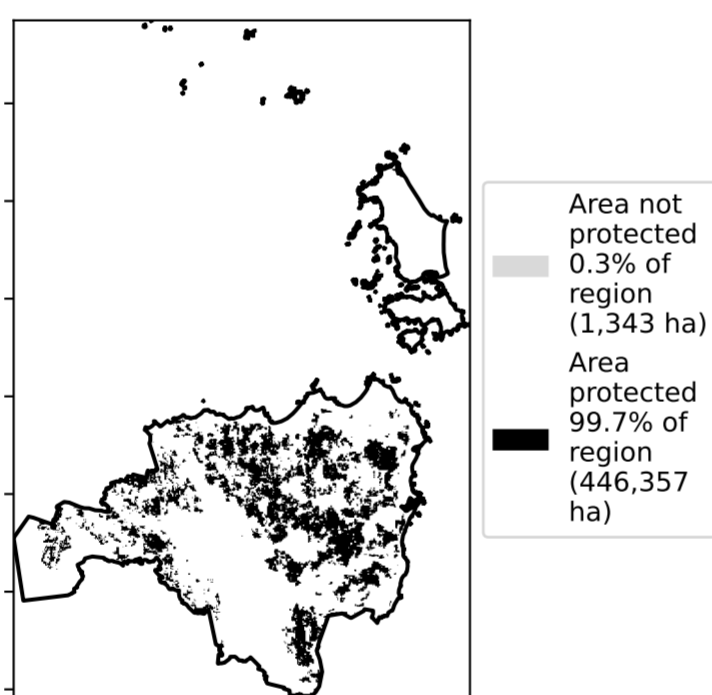 Area not
protected
0.3% of
region
(1,343 ha)
Area
protected
99.7% of
region
(446,357
ha)